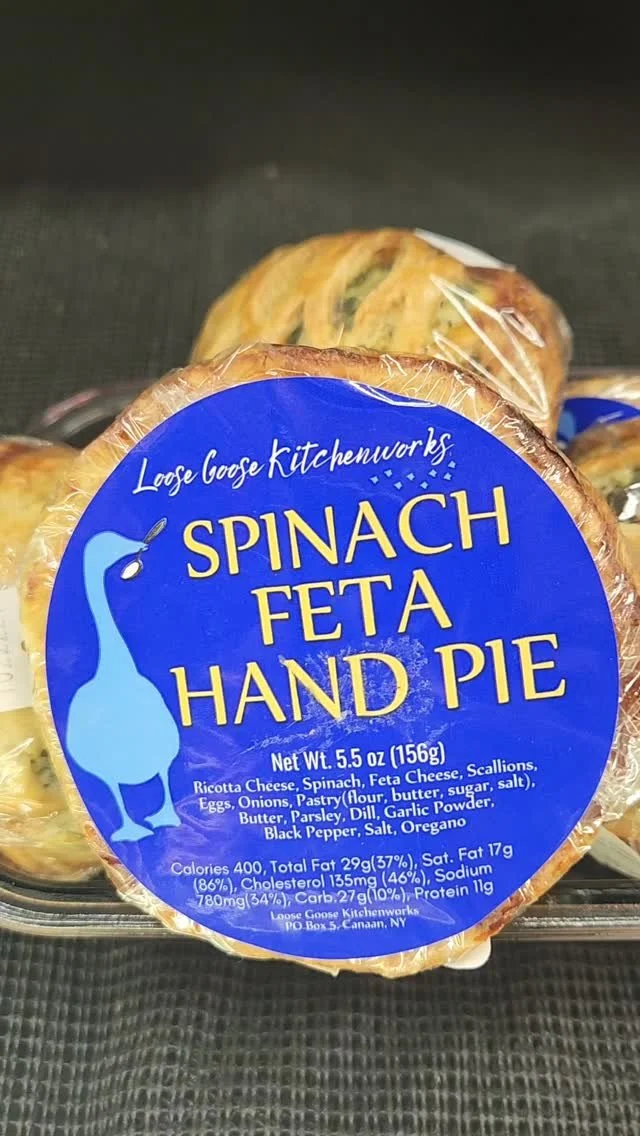 Loose Goose Kitchenworks
SPINACH
FETA
HAND PIE
Net Wt. 5.5 oz (156g)
Ricotta Cheese, Spinach, Feta Cheese, Scallions,
Eggs, Onions, Pastry(flour, butter, sugar, salt),
Butter, Parsley, Dill, Garlic Powder,
Black Pepper, Salt, Oregano
Calories 400, Total Fat 29g(37%), Sat. Fat 17g
(86%), Cholesterol 135mg (46%), Sodium
780mg(34%), Carb.27g(10%), Protein 11g
Loose Goose Kitchenworks
PO Box 5, Canaan, NY